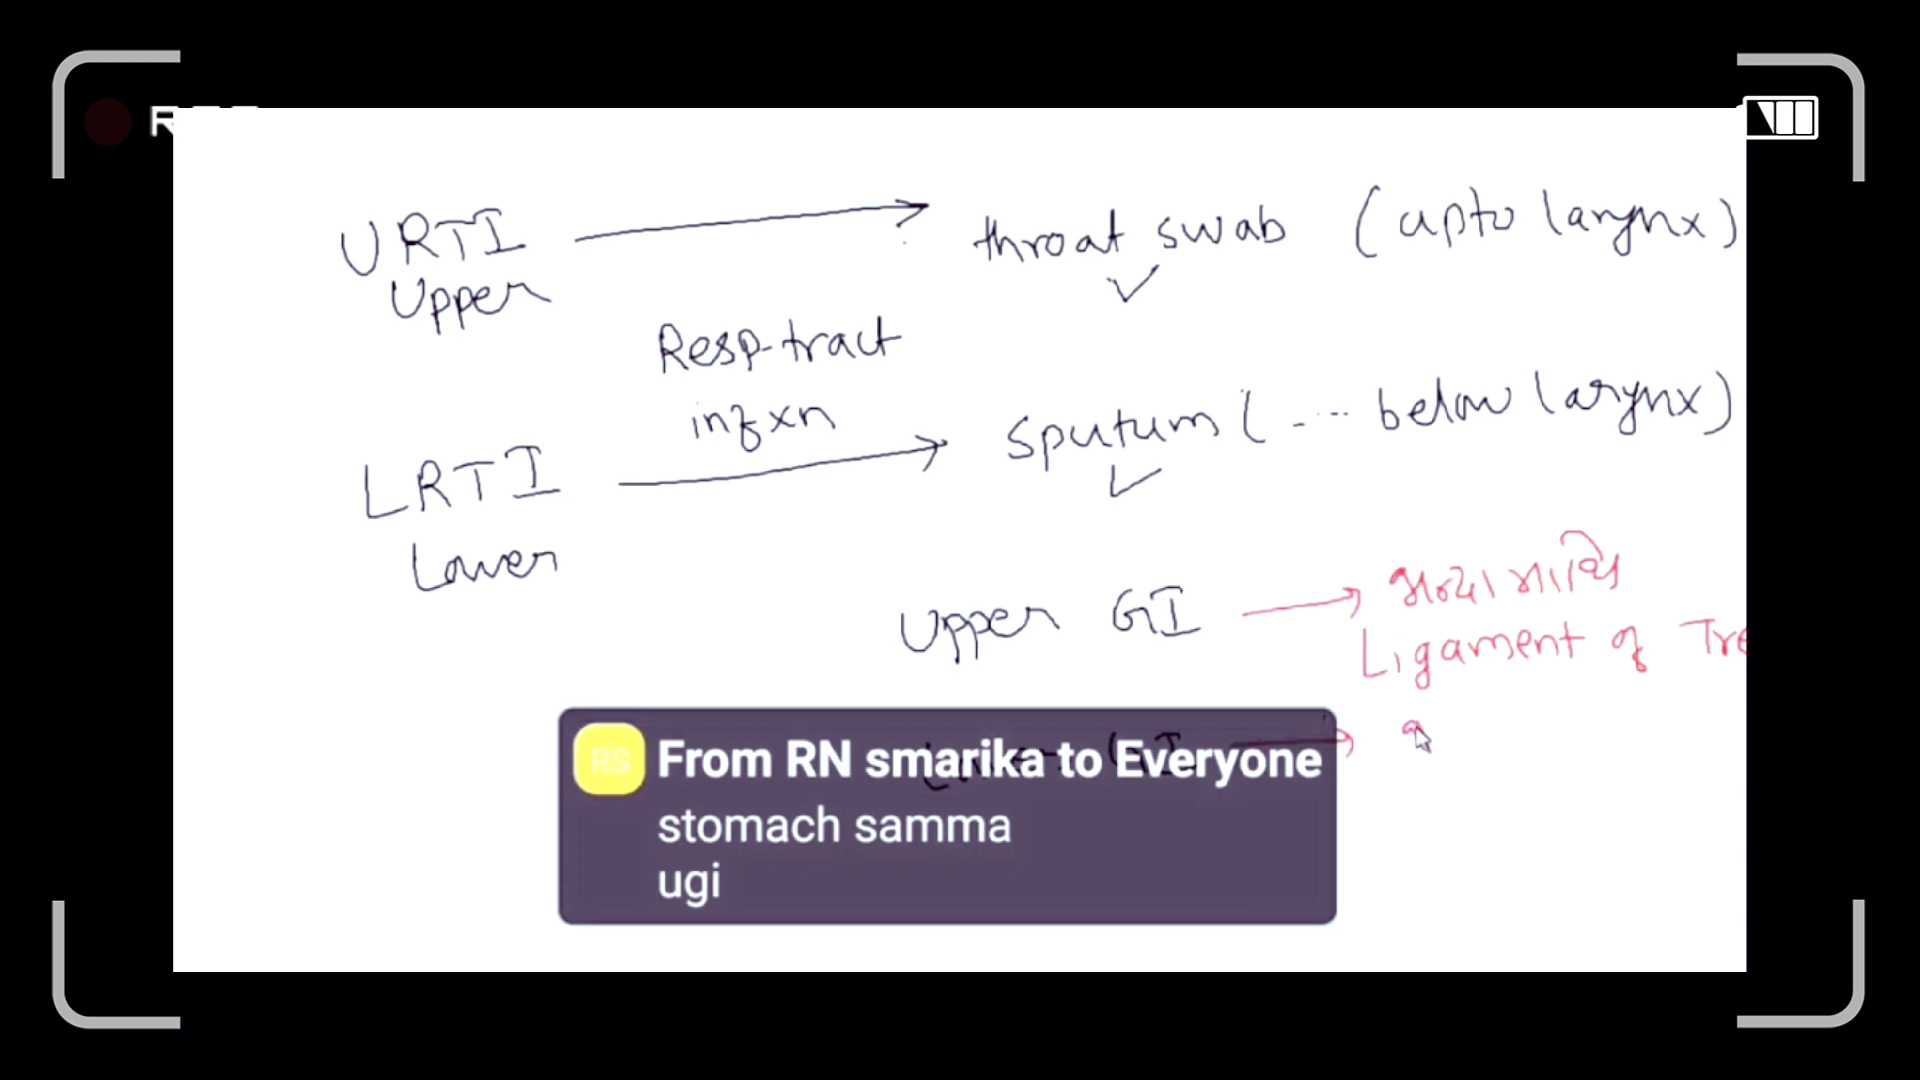 URTI → throat swab (upto larynx)
Upper
Resp tract
infxn
LRTI → sputum ( .... below larynx)
Lower
Upper GI →
Ligament of Tre
From RN smarika to Everyone
stomach samma
ugi
RS